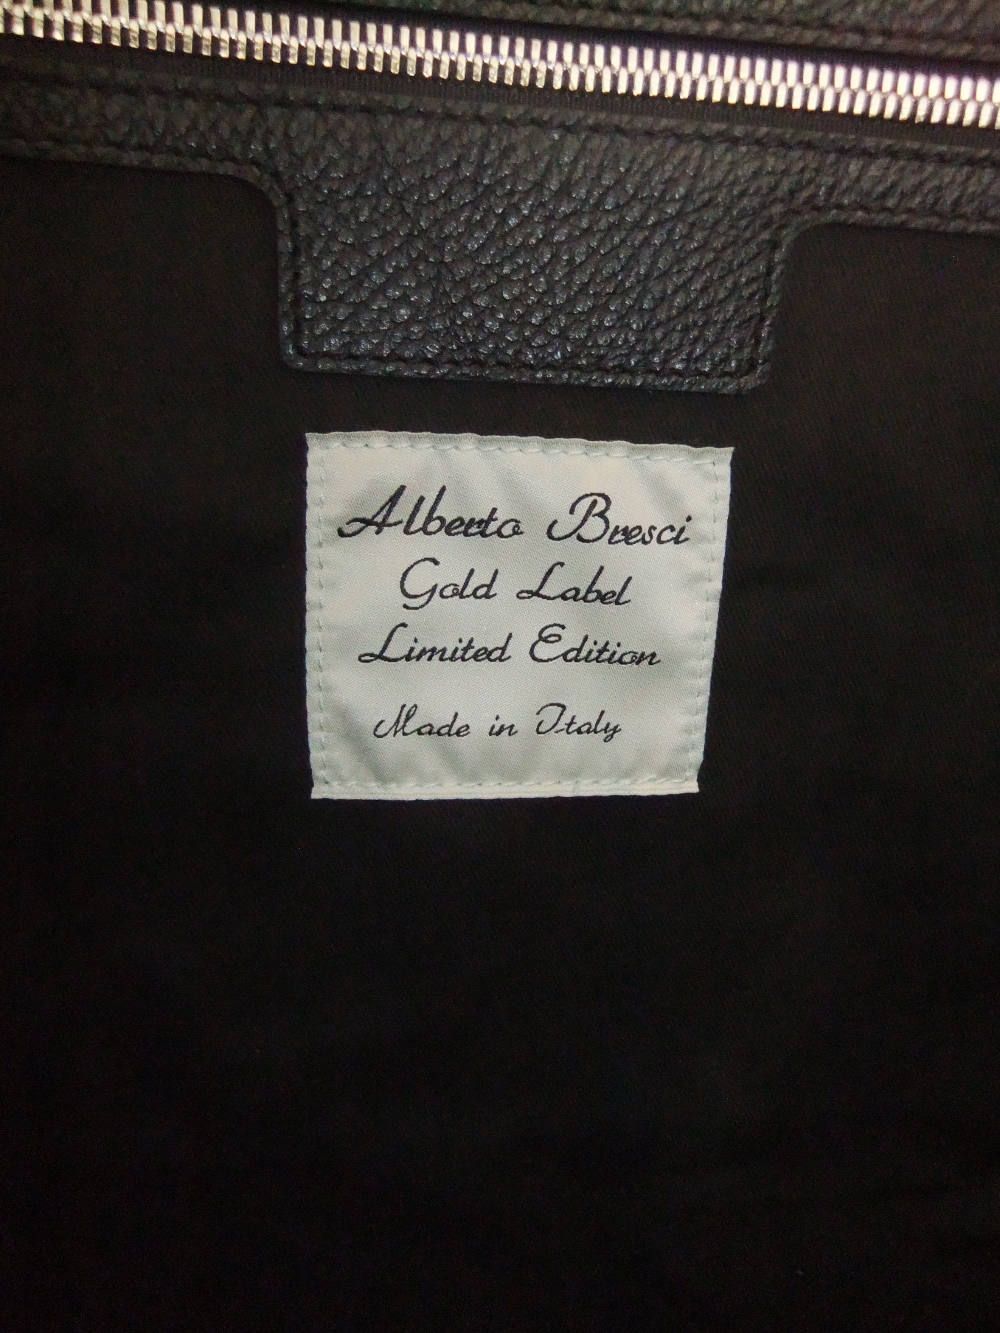 Alberto Bresci
Gold Label
Limited Edition
Made in Italy